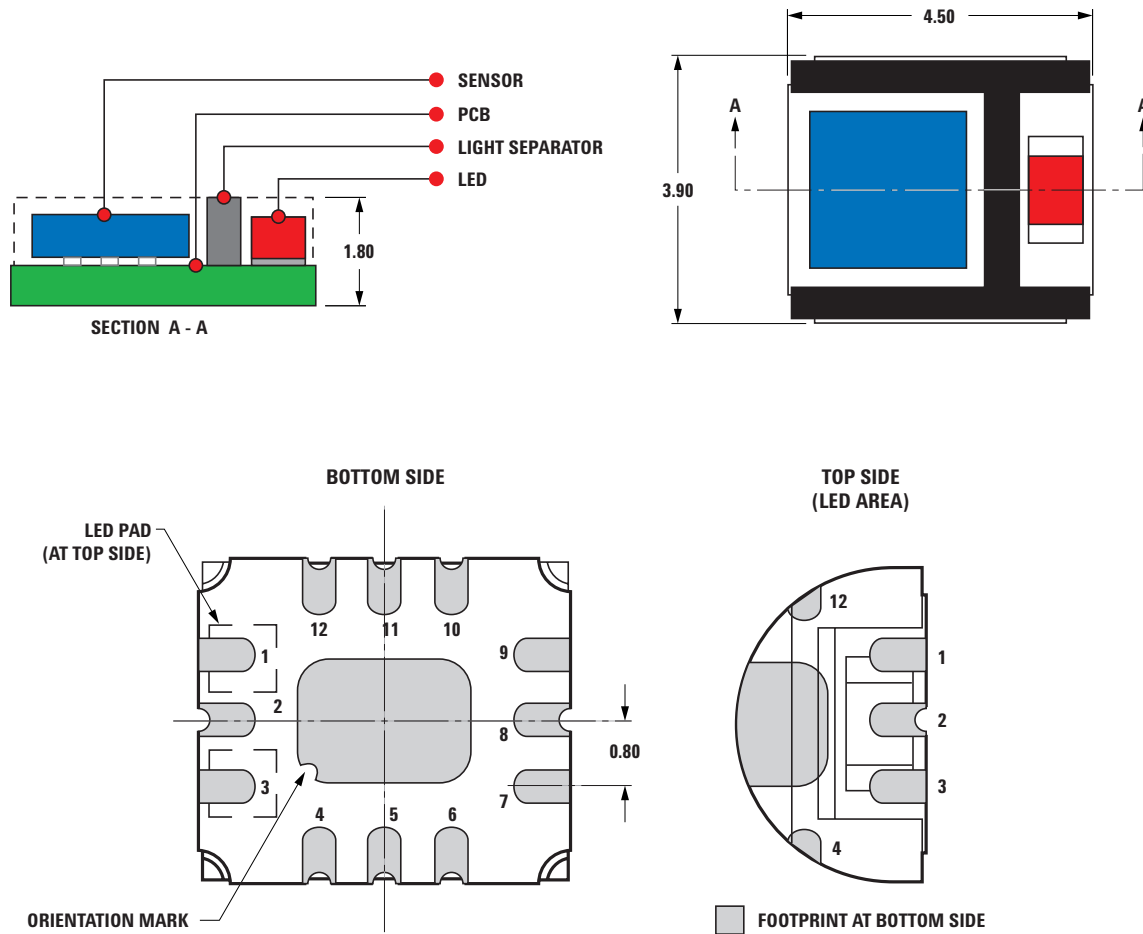 SENSOR
PCB
LIGHT SEPARATOR
LED
1.80
SECTION A - A
4.50
A
A
3.90
BOTTOM SIDE
LED PAD
(AT TOP SIDE)
12
11
10
1
9
2
8
0.80
3
7
4
5
6
ORIENTATION MARK
TOP SIDE
(LED AREA)
12
1
2
3
4
FOOTPRINT AT BOTTOM SIDE